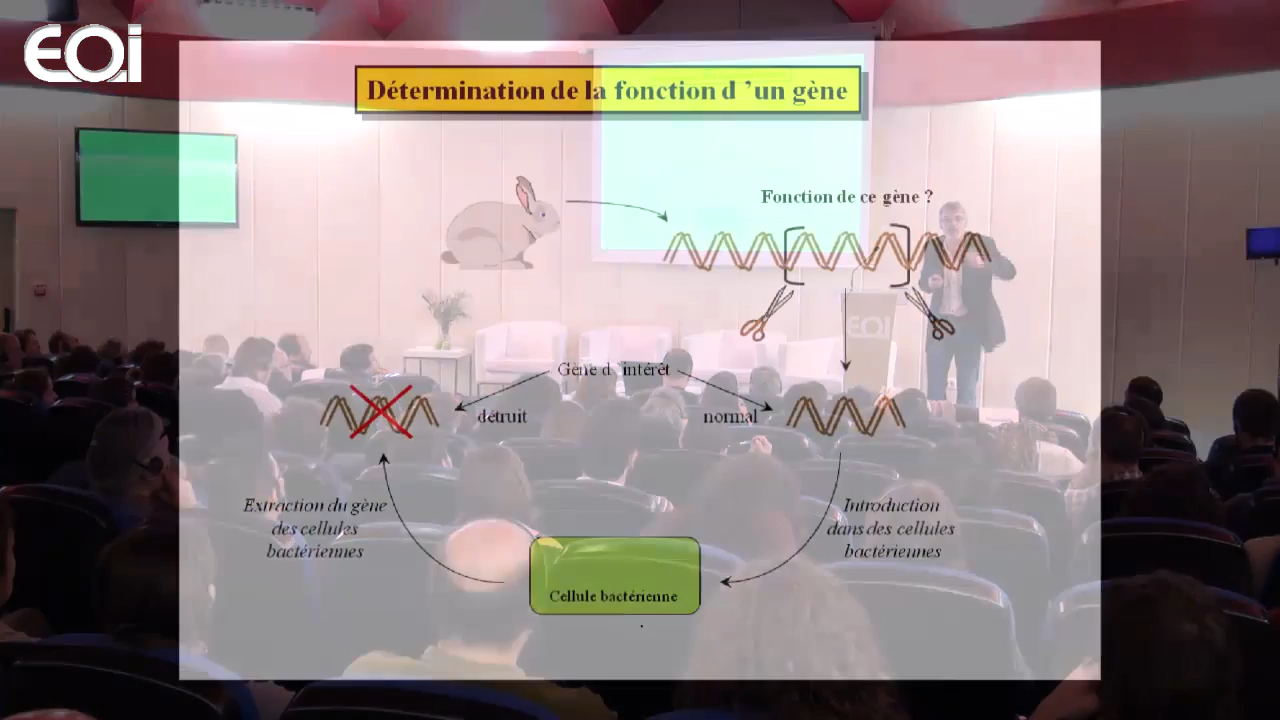 EOi
Détermination de la fonction d ’un gène
Fonction de ce gène ?
EOi
Gène d ’intérêt
détruit
normal
Extraction du gène
des cellules
bactériennes
Introduction
dans des cellules
bactériennes
Cellule bactérienne